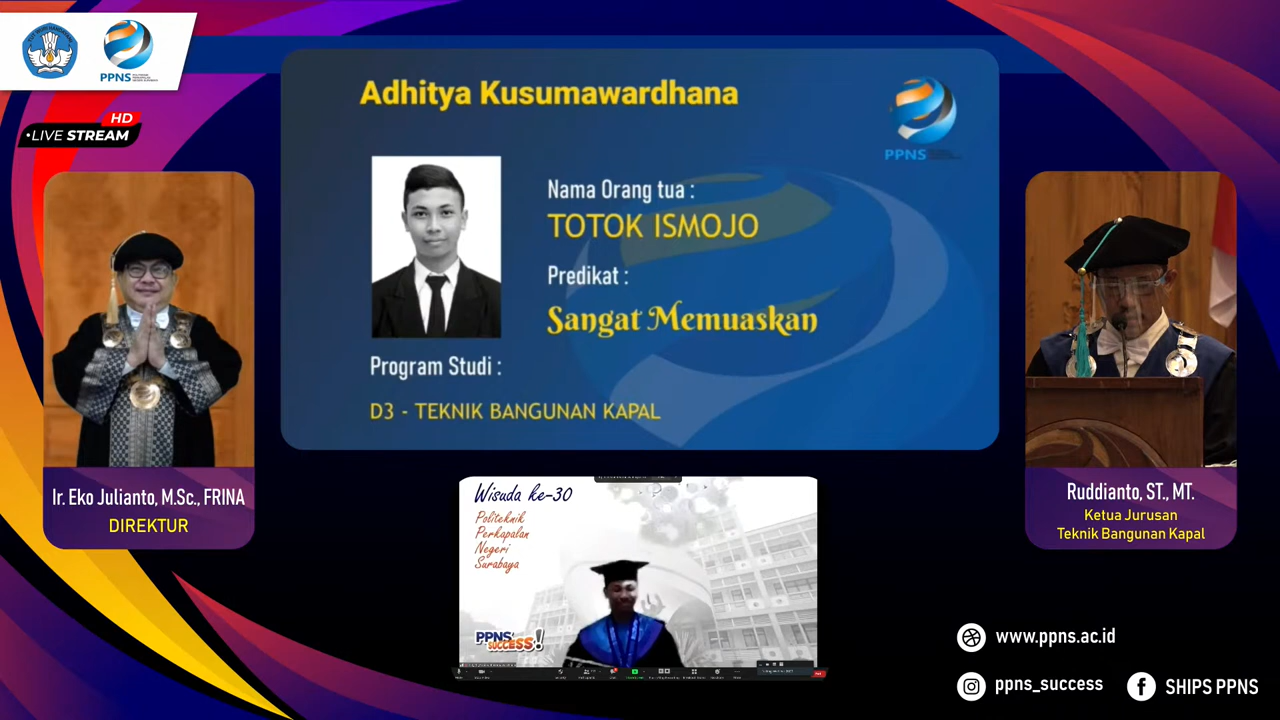 PPNS
HD
•LIVE STREAM
Adhitya Kusumawardhana
PPNS
Nama Orang tua :
TOTOK ISMOJO
Predikat :
Sangat Memuaskan
Program Studi :
D3 - TEKNIK BANGUNAN KAPAL
Ir. Eko Julianto, M.Sc., FRINA
DIREKTUR
Ruddianto, ST., MT.
Ketua Jurusan
Teknik Bangunan Kapal
Wisuda ke-30
Politeknik
Perkapalan
Negeri
Surabaya
PPNS
SUCCESS!
www.ppns.ac.id
ppns_success
SHIPS PPNS